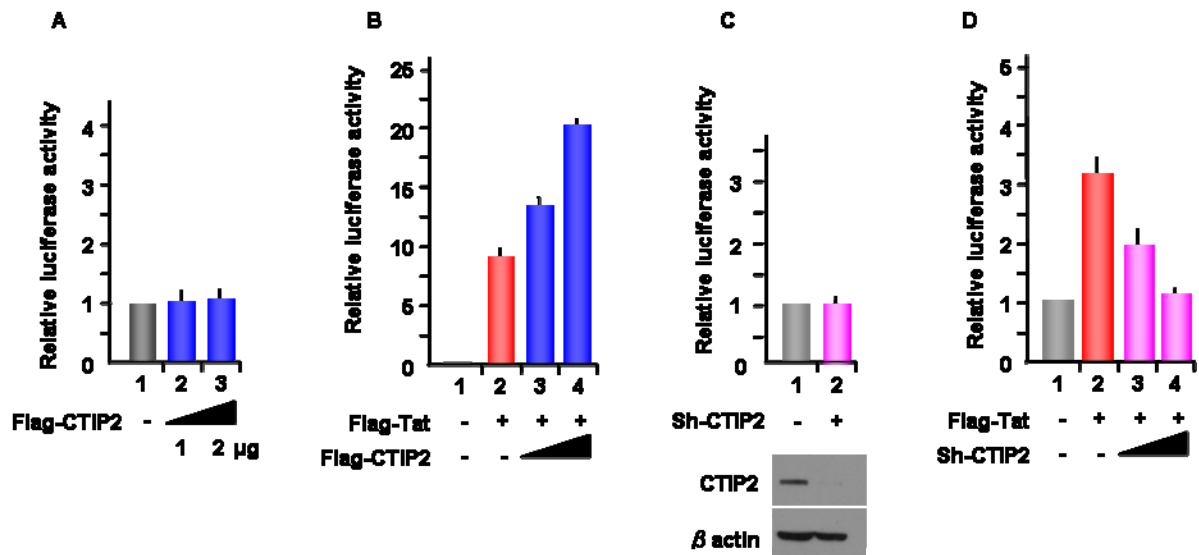 A
Relative luciferase activity
4
3
2
1
0
1 2 3
Flag-CTIP2 -
1 2 μg
B
Relative luciferase activity
25
20
15
10
5
0
1 2 3 4
Flag-Tat - + + +
Flag-CTIP2 - -
C
Relative luciferase activity
3
2
1
0
1 2
Sh-CTIP2 - +
CTIP2
β actin
D
Relative luciferase activity
5
4
3
2
1
0
1 2 3 4
Flag-Tat - + + +
Sh-CTIP2 - -